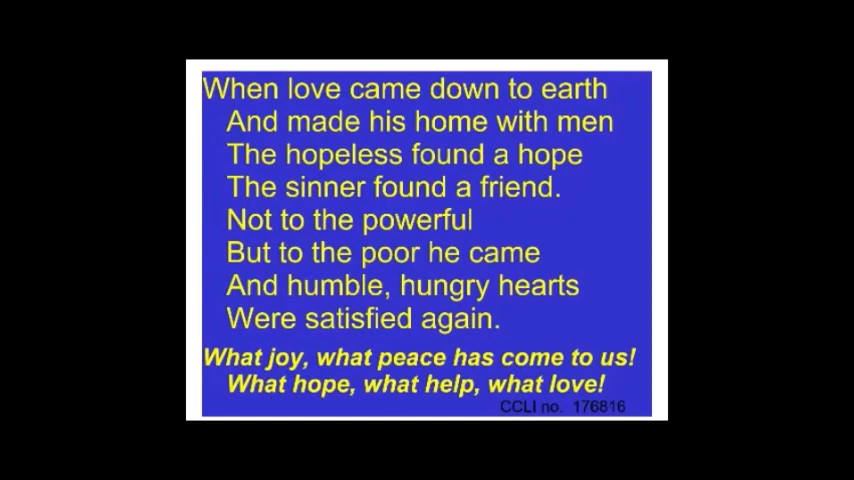 When love came down to earth
And made his home with men
The hopeless found a hope
The sinner found a friend.
Not to the powerful
But to the poor he came
And humble, hungry hearts
Were satisfied again.
What joy, what peace has come to us!
What hope, what help, what love!
CCLI no. 176816